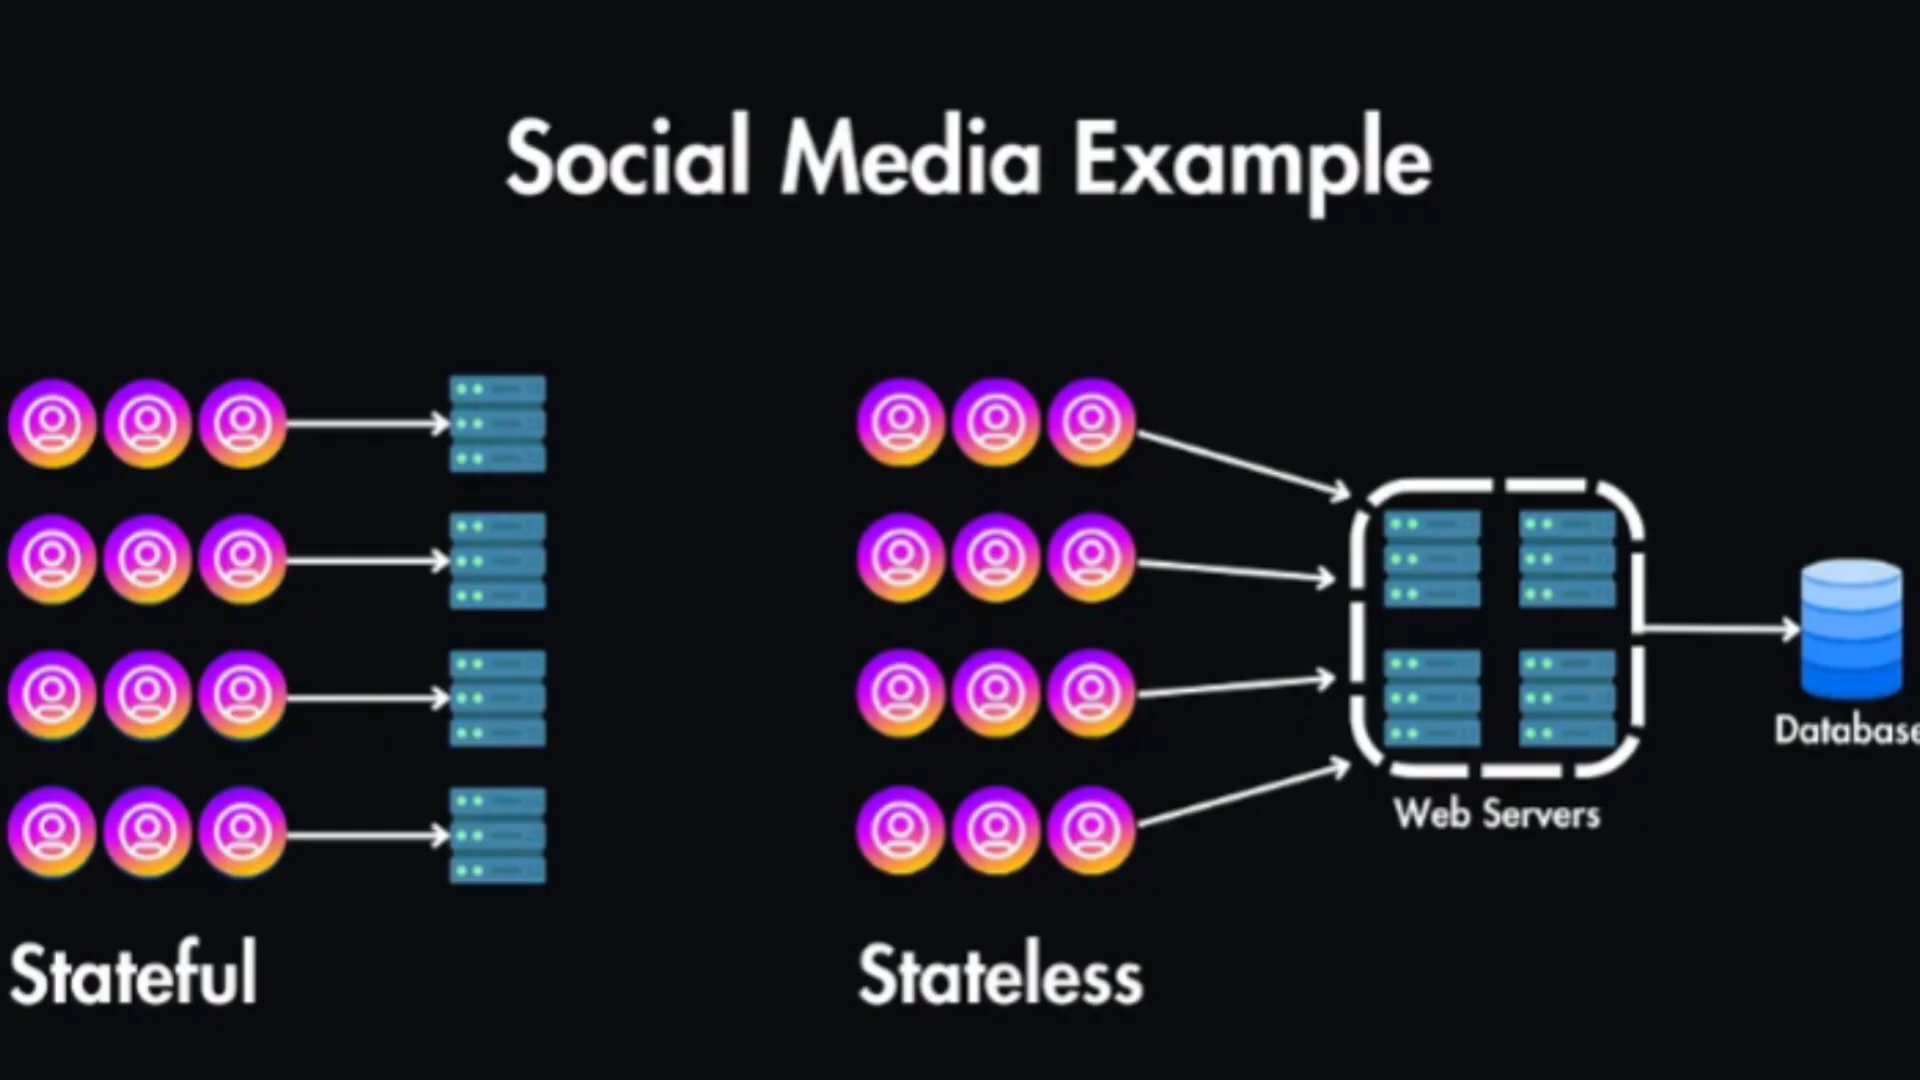 Social Media Example
Database
Web Servers
Stateful
Stateless